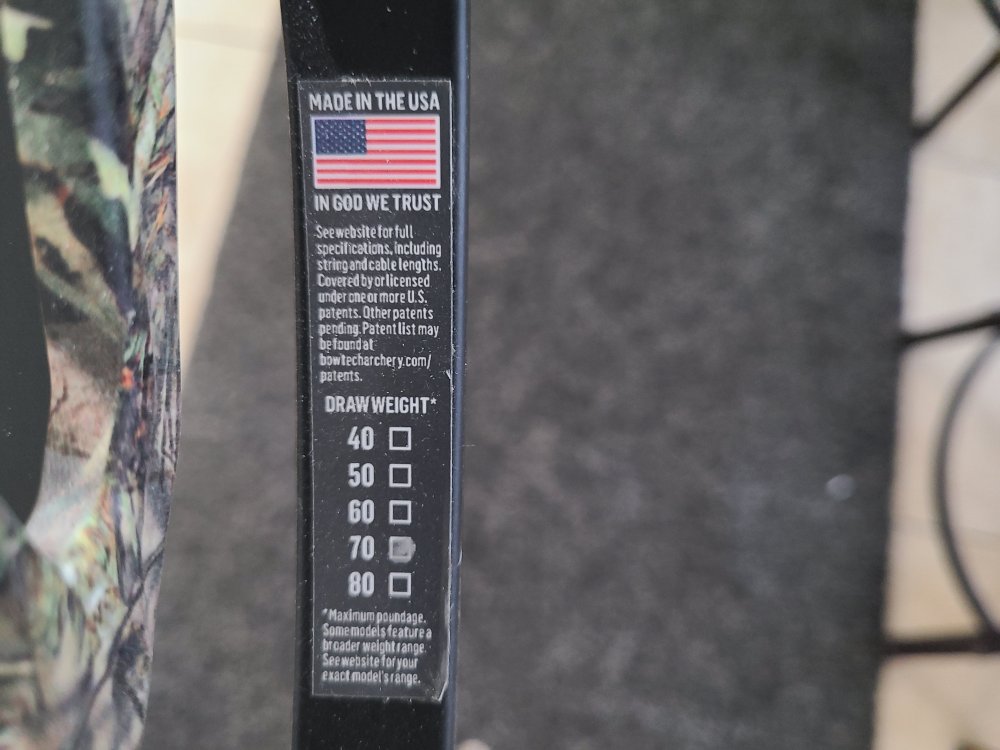 MADE IN THE USA
IN GOD WE TRUST
See website for full
specifications, including
string and cable lengths.
Covered by or licensed
under one or more U.S.
patents. Other patents
pending. Patent list may
be found at
bowtecharchery.com/
patents.
DRAW WEIGHT*
40
50
60
70
80
*Maximum poundage.
Some models feature a
broader weight range.
See website for your
exact model's range.